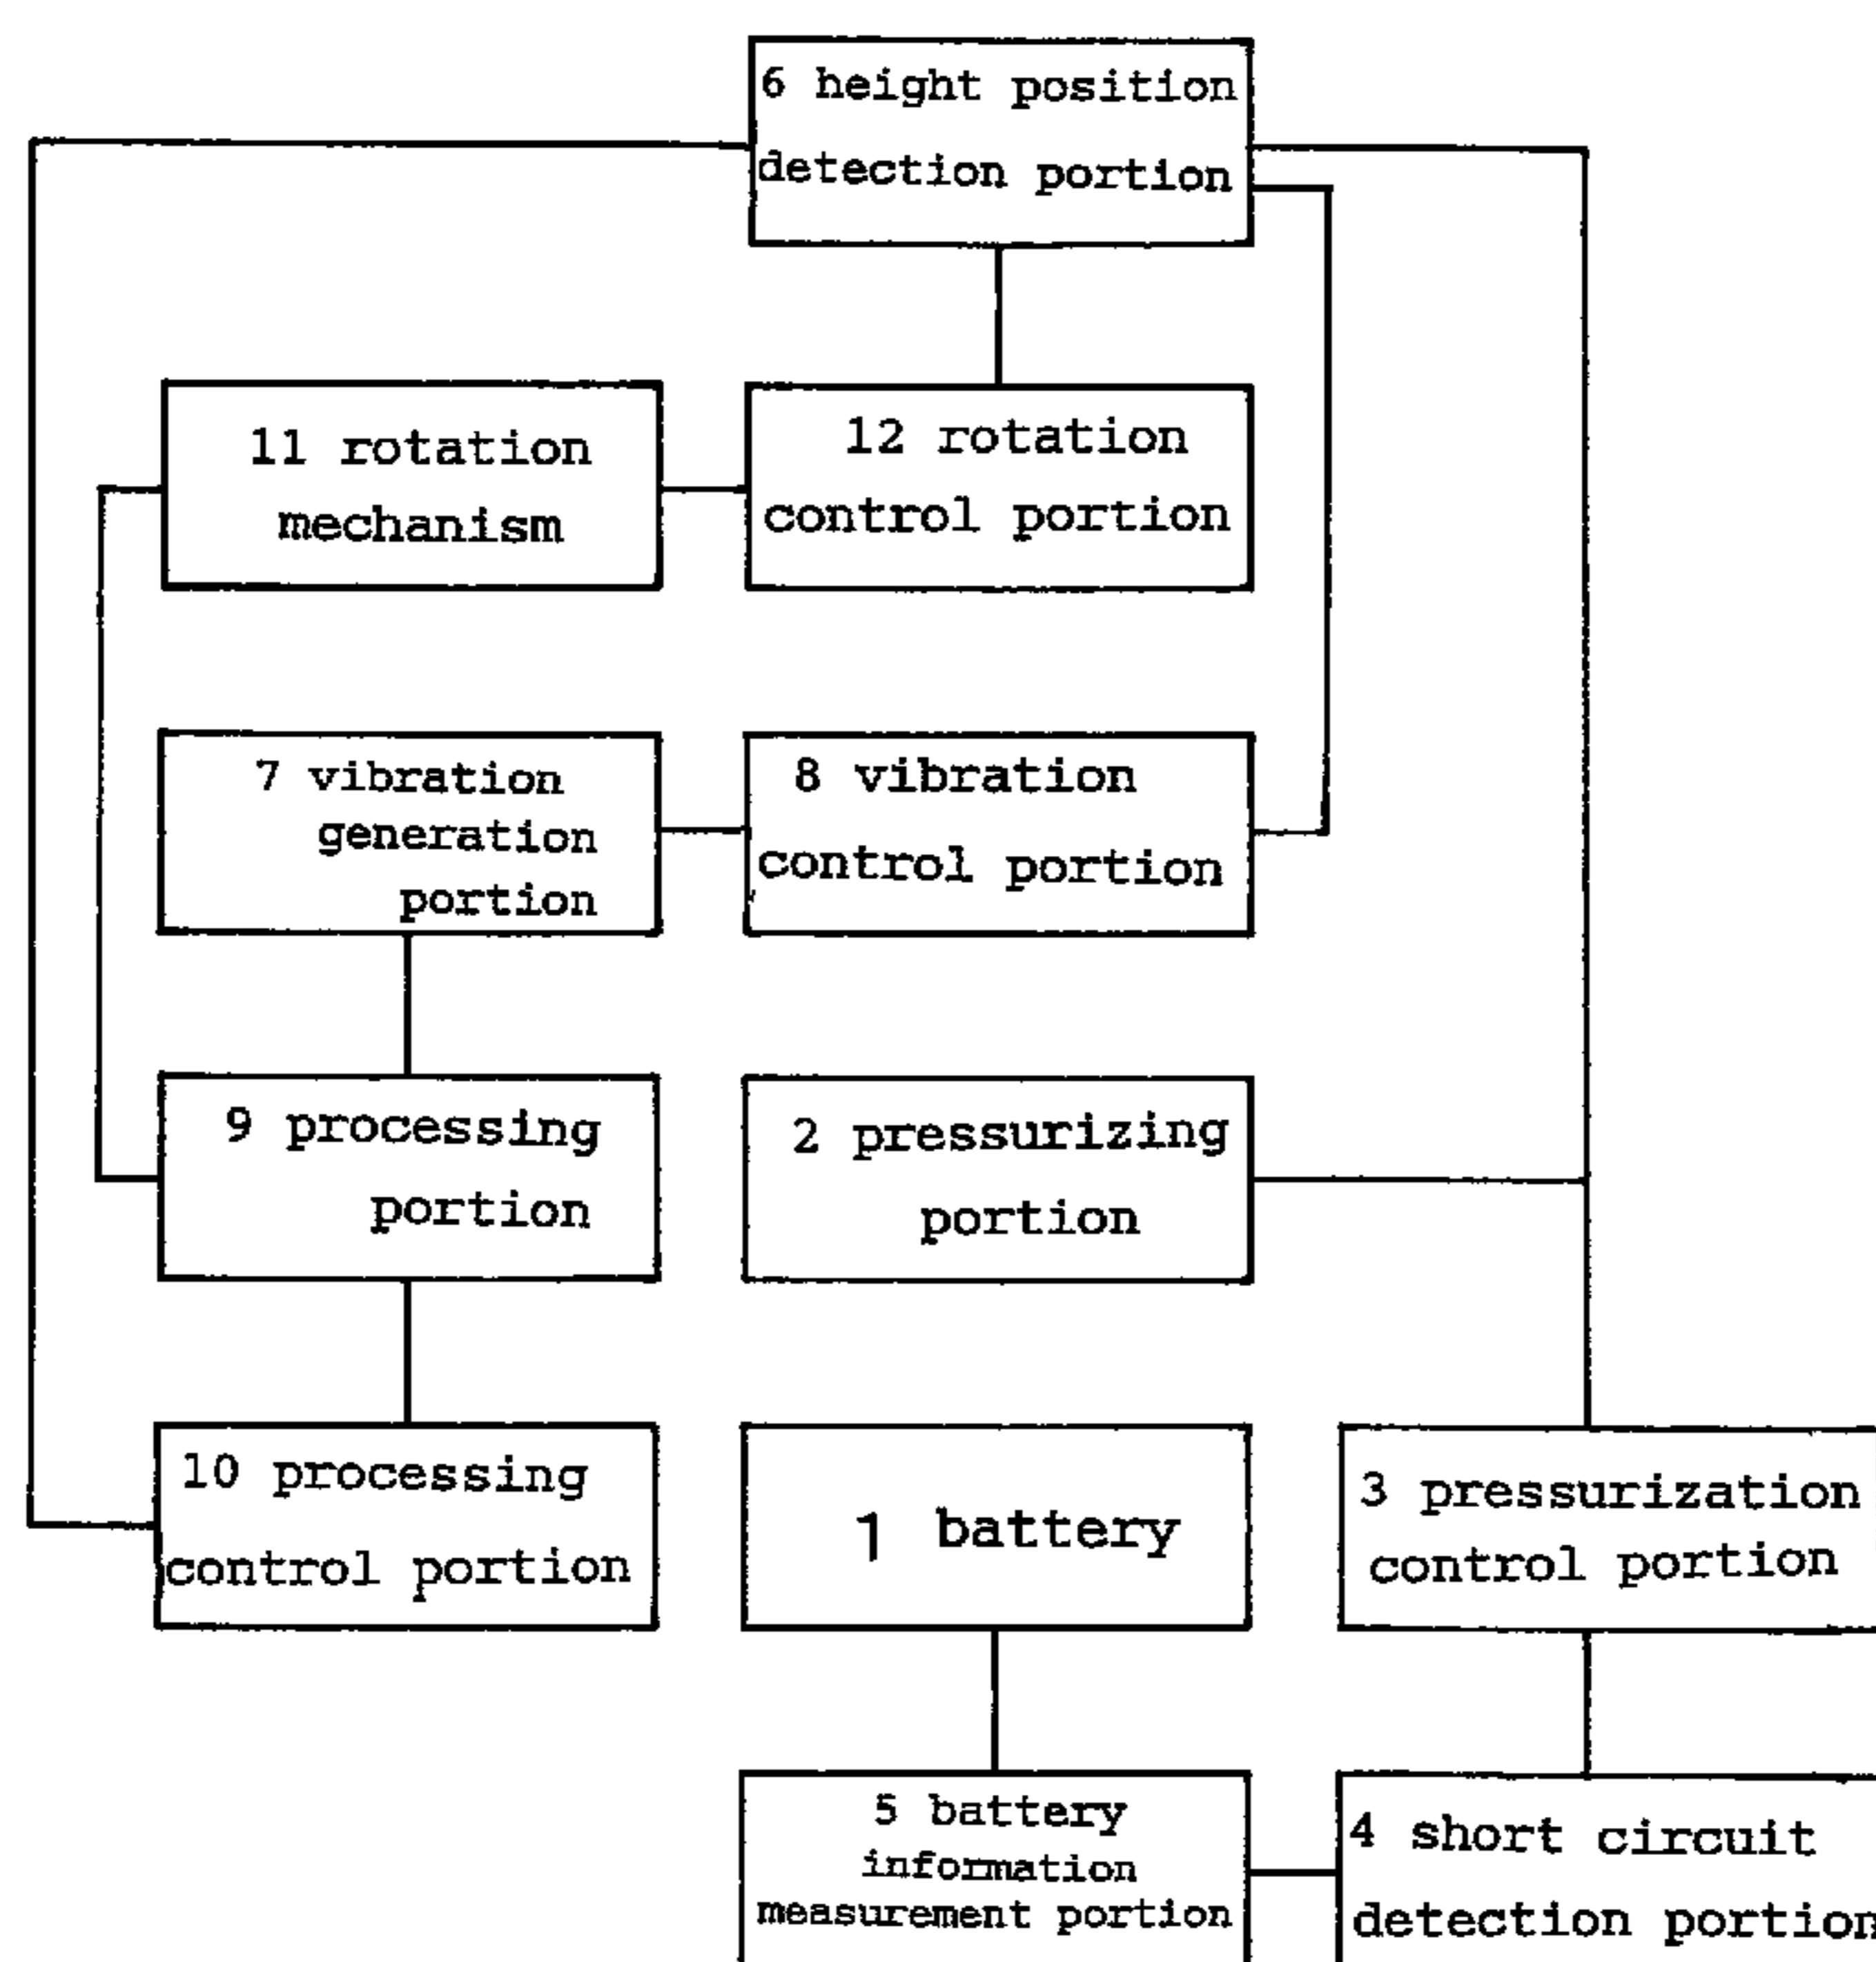 6 height position
detection portion
11 rotation
mechanism
12 rotation
control portion
7 vibration
generation
portion
8 vibration
control portion
9 processing
portion
2 pressurizing
portion
10 processing
control portion
1 battery
3 pressurization
control portion
5 battery
information
measurement portion
4 short circuit
detection portion